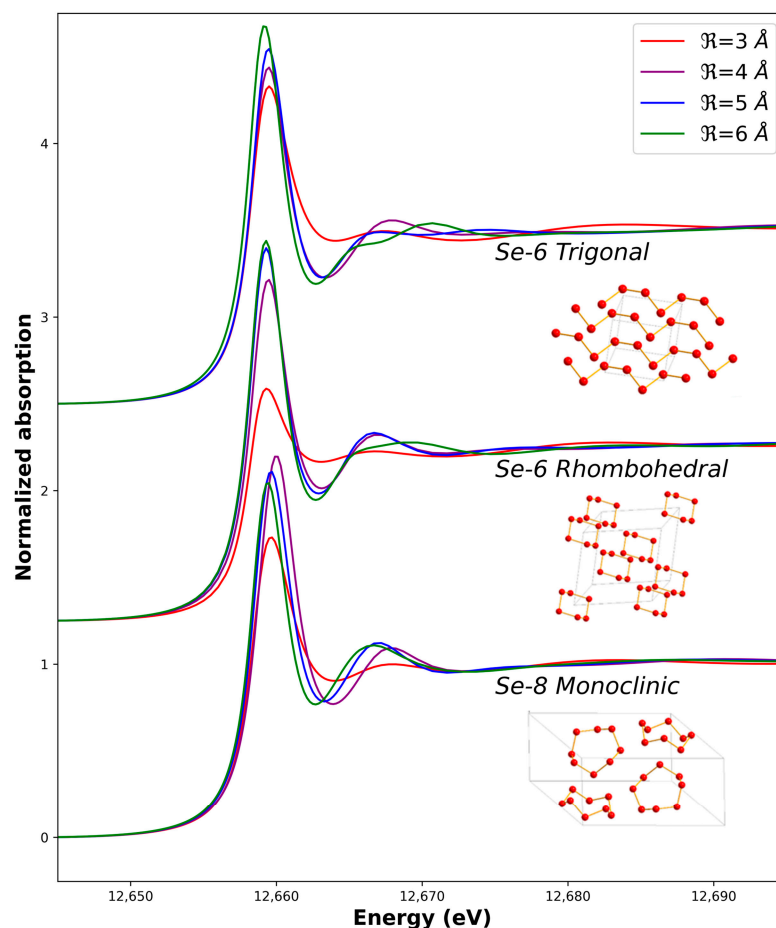 ℜ=3 Å
ℜ=4 Å
ℜ=5 Å
ℜ=6 Å
4
Se-6 Trigonal
3
Normalized absorption
Se-6 Rhombohedral
2
1
Se-8 Monoclinic
0
12,650 12,660 12,670 12,680 12,690
Energy (eV)